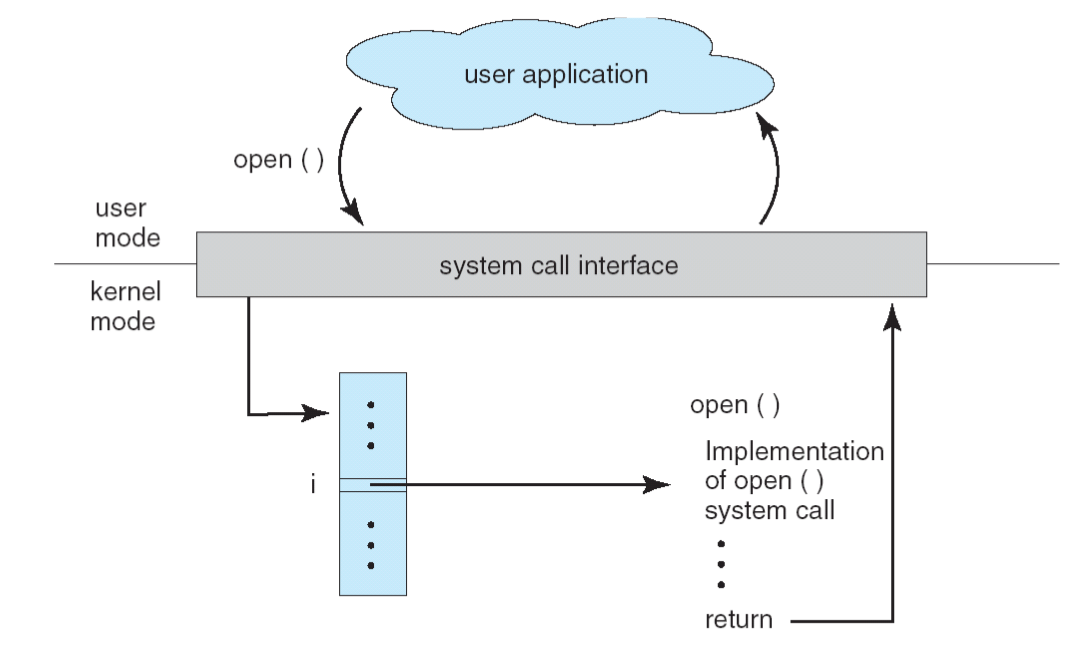 user application
open ( )
user
mode
system call interface
kernel
mode
open ( )
Implementation
of open ( )
system call
i
return